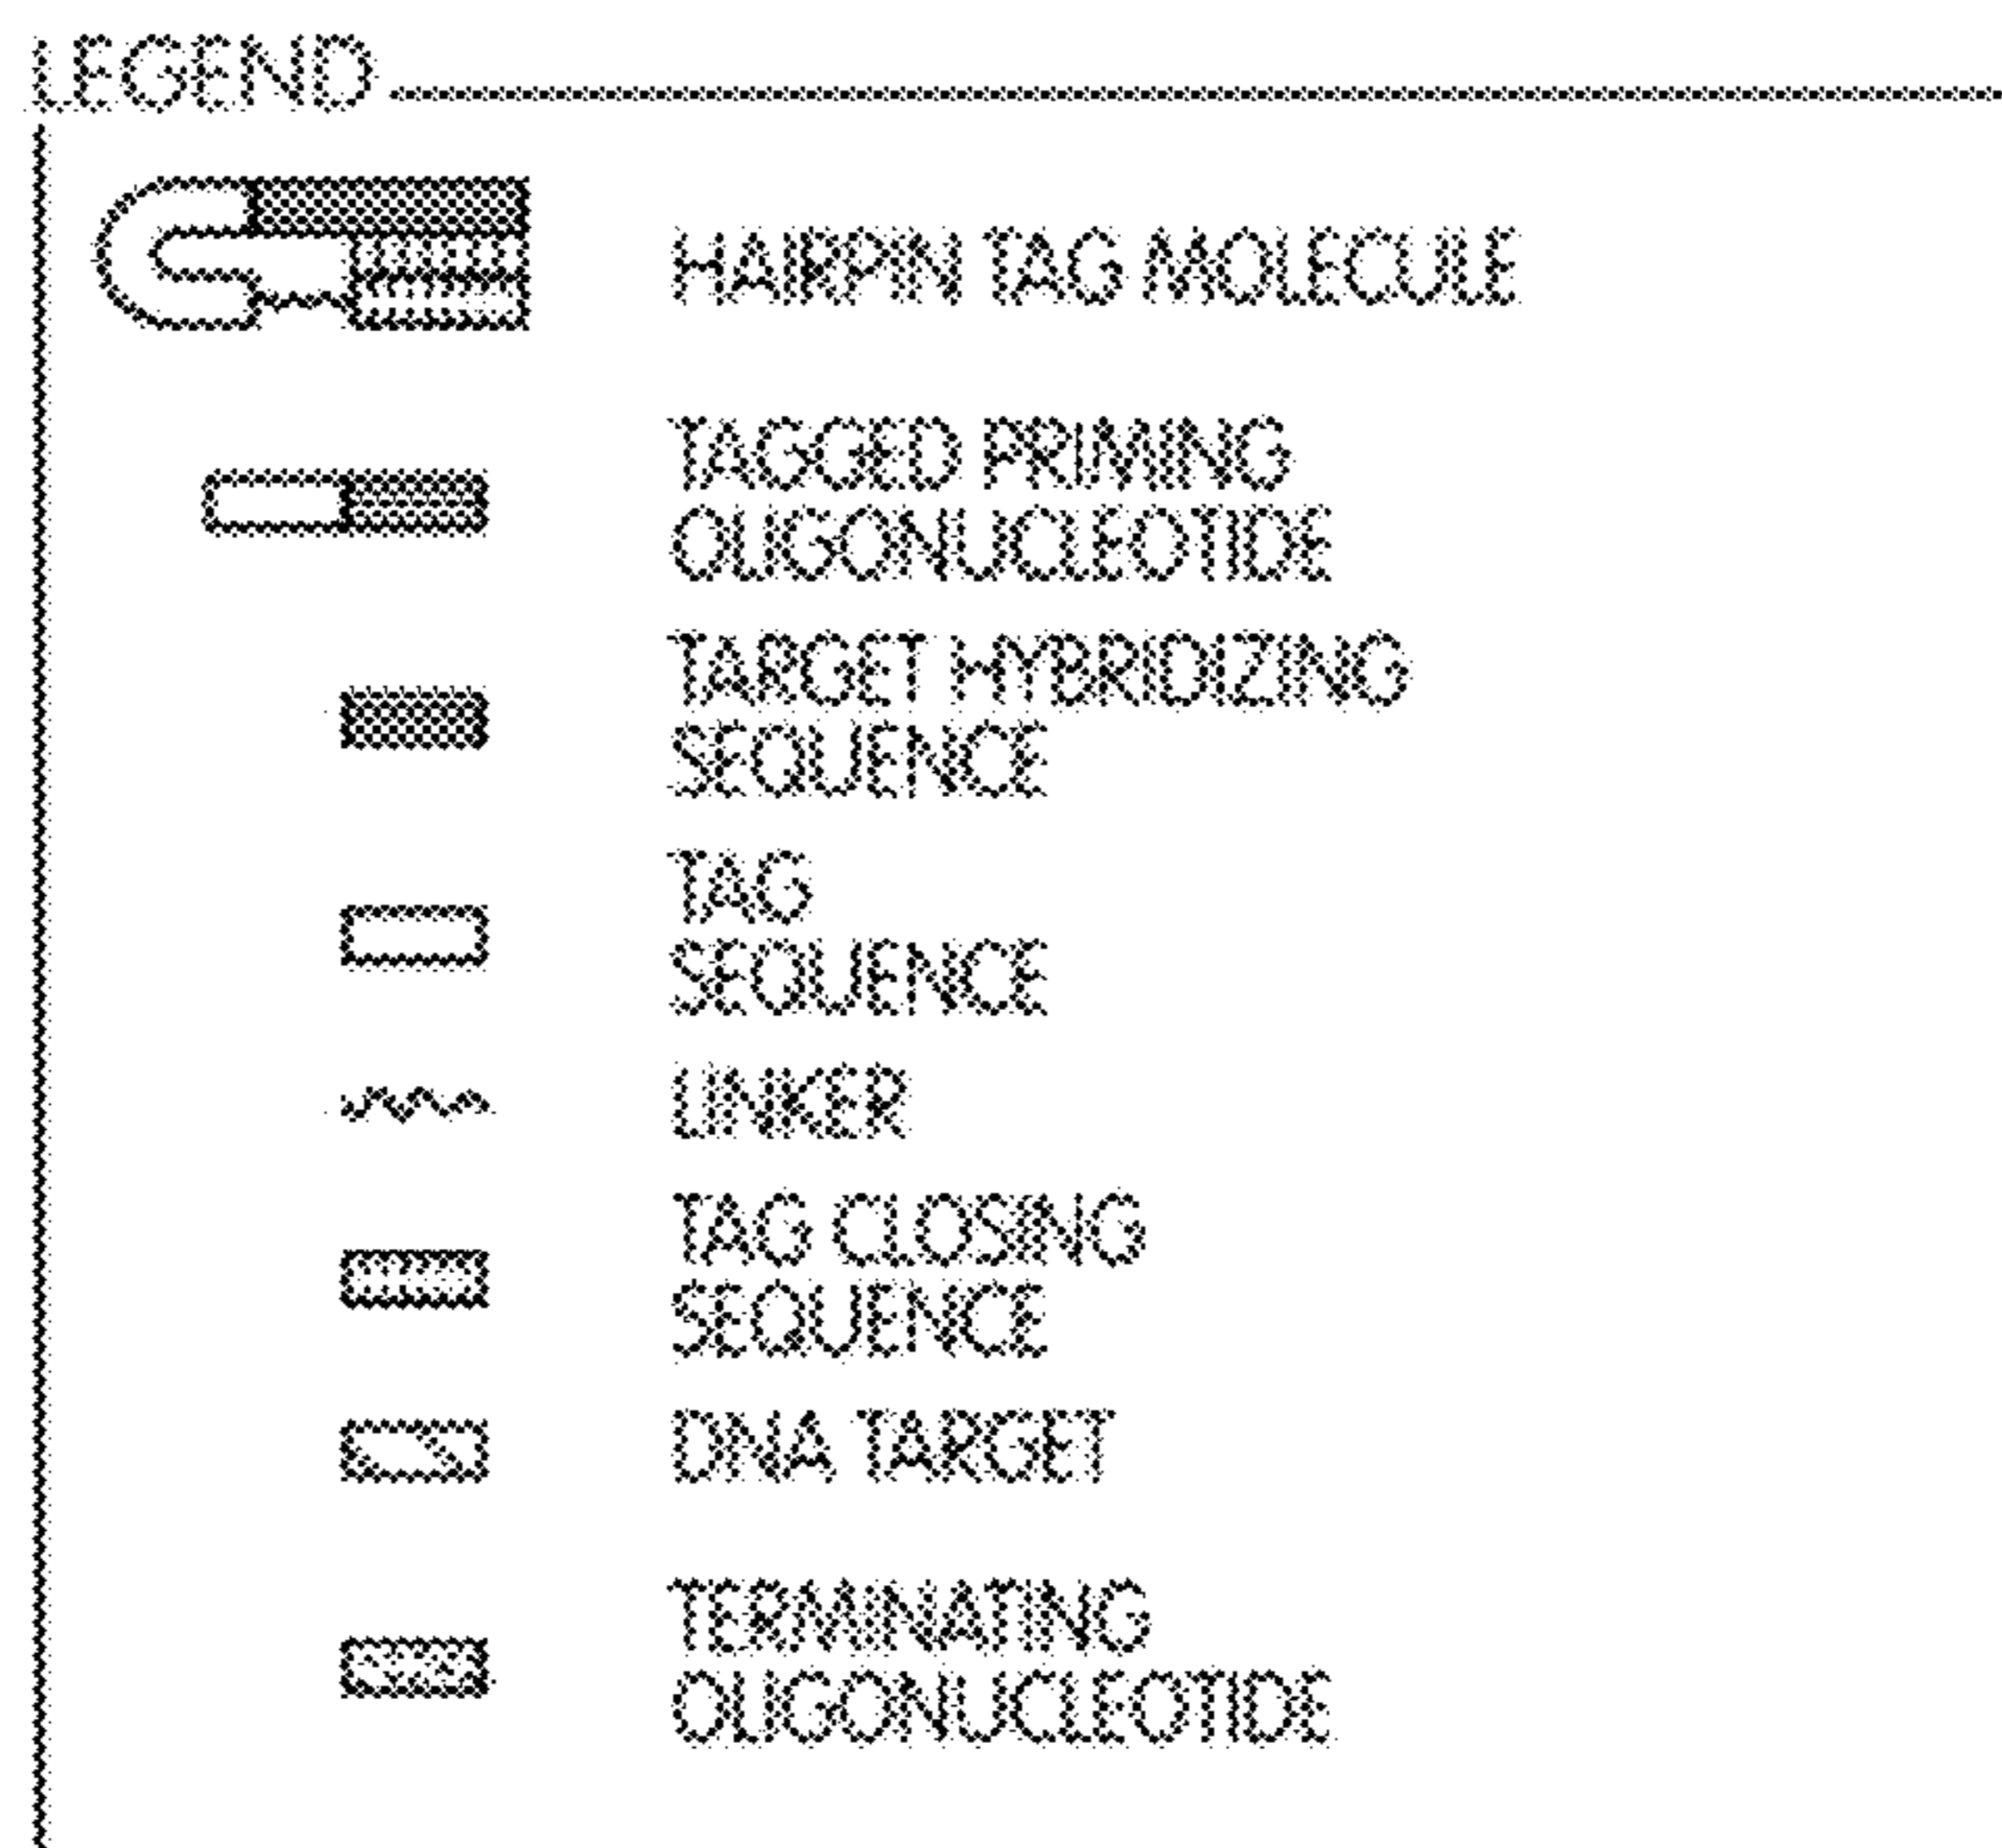 LEGEND
HAIRPIN TAG MOLECULE
TAGGED PRIMING
OLIGONUCLEOTIDE
TARGET HYBRIDIZING
SEQUENCE
TAG
SEQUENCE
LINKER
TAG CLOSING
SEQUENCE
DNA TARGET
TERMINATING
OLIGONUCLEOTIDE